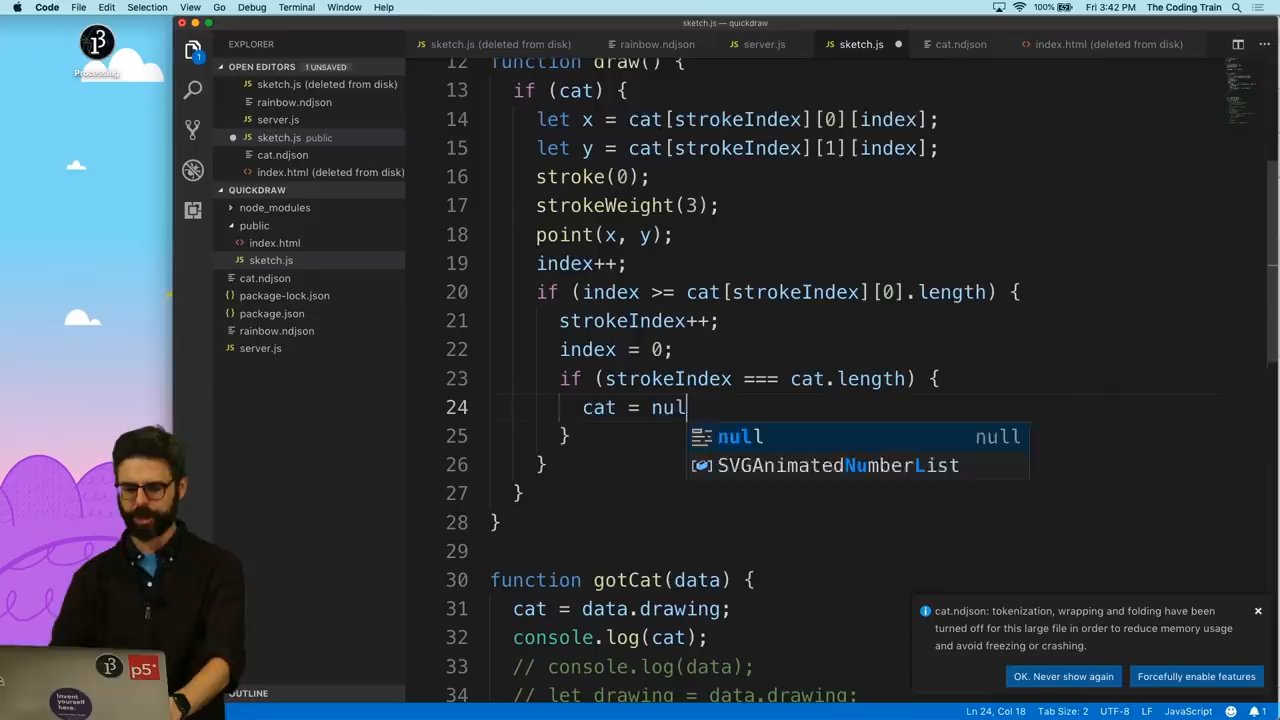 Code File Edit Selection View Go Debug Terminal Window Help 100% Fri 3:42 PM The Coding Train
sketch.js — quickdraw
Processing
EXPLORER
OPEN EDITORS 1 UNSAVED
sketch.js (deleted from disk)
rainbow.ndjson
server.js
sketch.js public
cat.ndjson
index.html (deleted from disk)
QUICKDRAW
node_modules
public
index.html
sketch.js
cat.ndjson
package-lock.json
package.json
rainbow.ndjson
server.js
OUTLINE
sketch.js (deleted from disk) rainbow.ndjson server.js sketch.js cat.ndjson index.html (deleted from disk)
12 function draw() {
13 if (cat) {
14 let x = cat[strokeIndex][0][index];
15 let y = cat[strokeIndex][1][index];
16 stroke(0);
17 strokeWeight(3);
18 point(x, y);
19 index++;
20 if (index >= cat[strokeIndex][0].length) {
21 strokeIndex++;
22 index = 0;
23 if (strokeIndex === cat.length) {
24 cat = nul
null null
SVGAnimatedNumberList
25 }
26 }
27 }
28 }
29
30 function gotCat(data) {
31 cat = data.drawing;
32 console.log(cat);
33 // console.log(data);
34 // let drawing = data.drawing;
cat.ndjson: tokenization, wrapping and folding have been
turned off for this large file in order to reduce memory usage
and avoid freezing or crashing.
OK. Never show again Forcefully enable features
Ln 24, Col 18 Tab Size: 2 UTF-8 LF JavaScript 1
p5*
Invent
yourself
here.